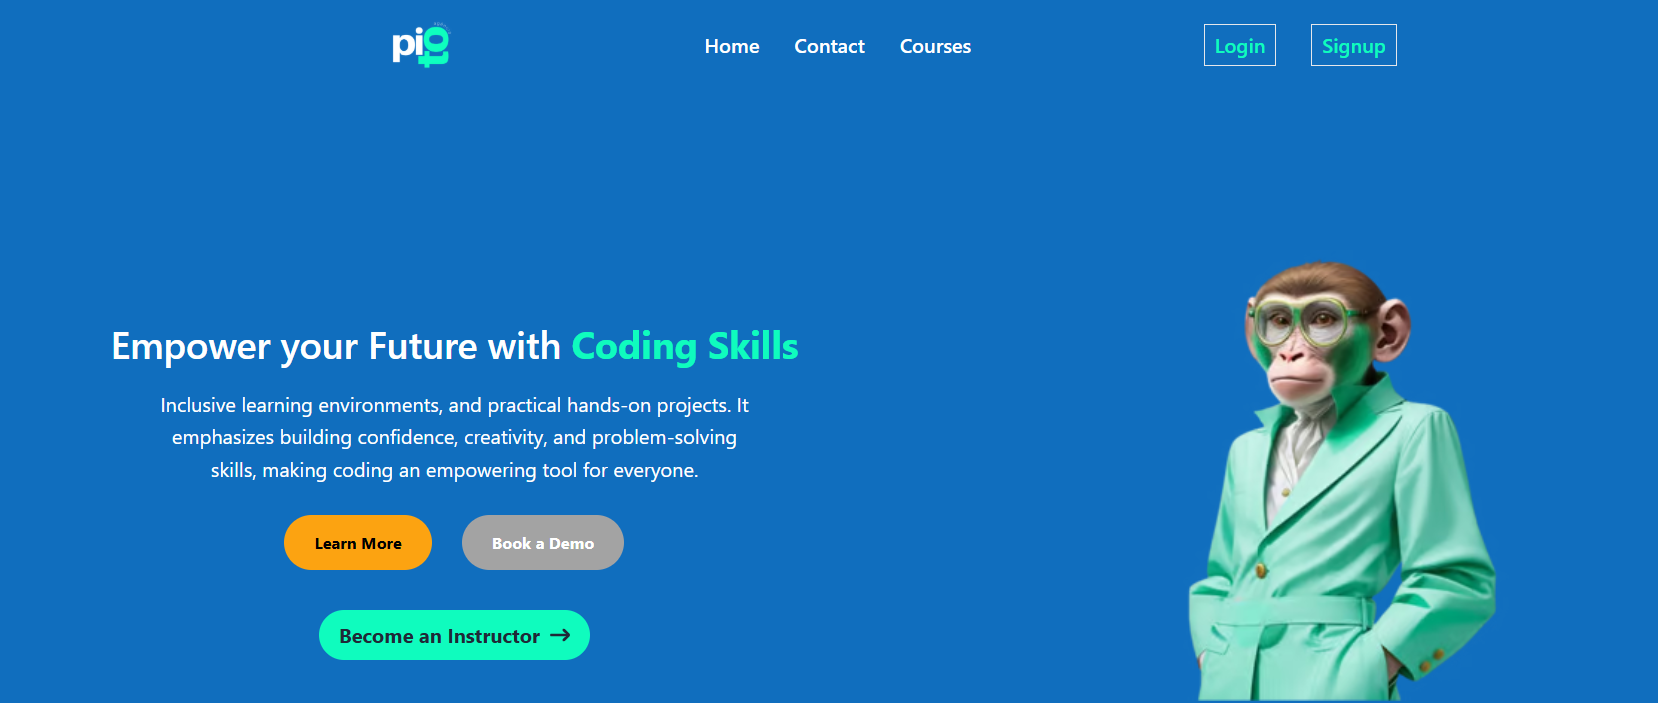 pi
Home Contact Courses
Login Signup
Empower your Future with Coding Skills
Inclusive learning environments, and practical hands-on projects. It
emphasizes building confidence, creativity, and problem-solving
skills, making coding an empowering tool for everyone.
Learn More Book a Demo
Become an Instructor →